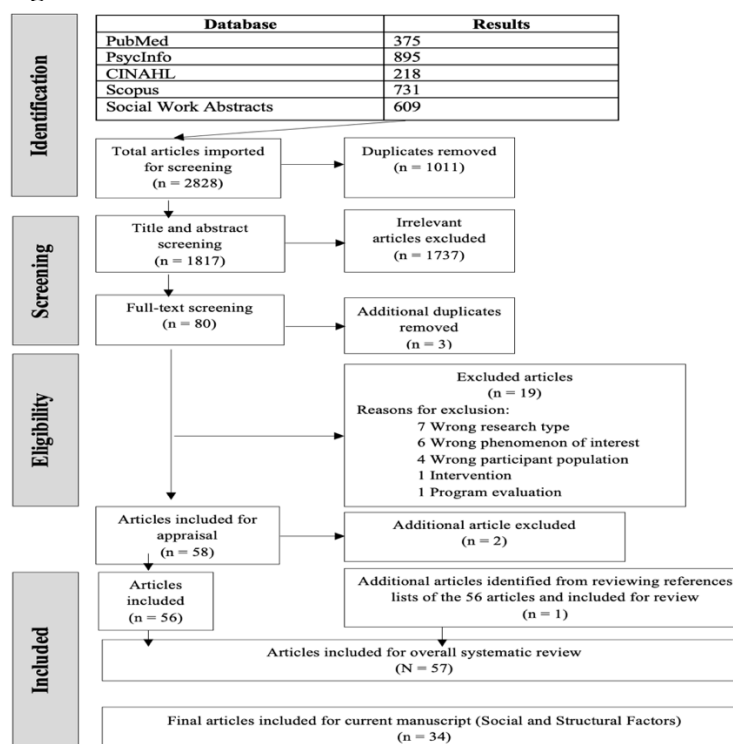 Identification
Database Results
PubMed 375
PsycInfo 895
CINAHL 218
Scopus 731
Social Work Abstracts 609
Total articles imported
for screening
(n = 2828)
Duplicates removed
(n = 1011)
Screening
Title and abstract
screening
(n = 1817)
Irrelevant
articles excluded
(n = 1737)
Full-text screening
(n = 80)
Additional duplicates
removed
(n = 3)
Eligibility
Excluded articles
(n = 19)
Reasons for exclusion:
7 Wrong research type
6 Wrong phenomenon of interest
4 Wrong participant population
1 Intervention
1 Program evaluation
Articles included for
appraisal
(n = 58)
Additional article excluded
(n = 2)
Included
Articles
included
(n = 56)
Additional articles identified from reviewing references
lists of the 56 articles and included for review
(n = 1)
Articles included for overall systematic review
(N = 57)
Final articles included for current manuscript (Social and Structural Factors)
(n = 34)